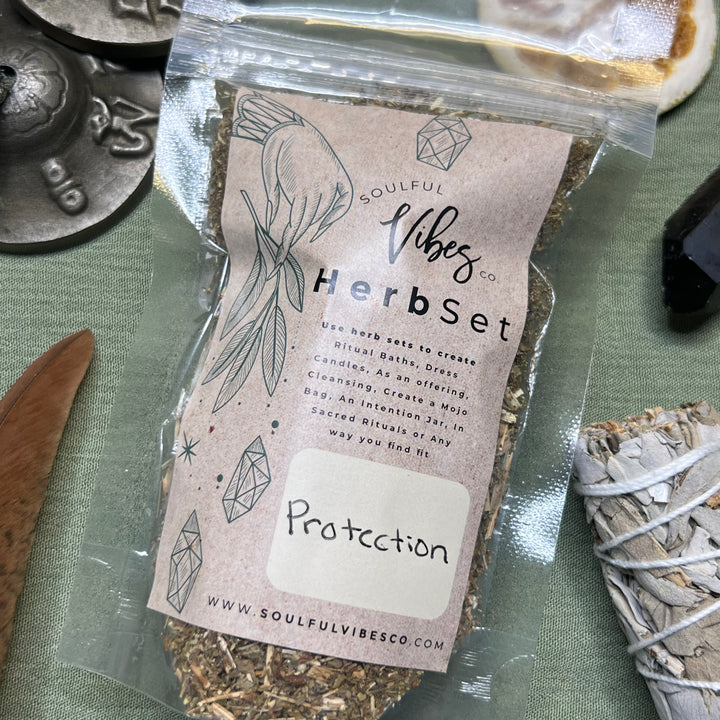 SOULFUL
Vibes
CO.
HerbSet
Use herb sets to create
Ritual Baths, Dress
Candles, As an offering,
Cleansing, Create a Mojo
Bag, An Intention Jar, In
Sacred Rituals or Any
way you find fit
Protection
WWW.SOULFULVIBESCO.COM